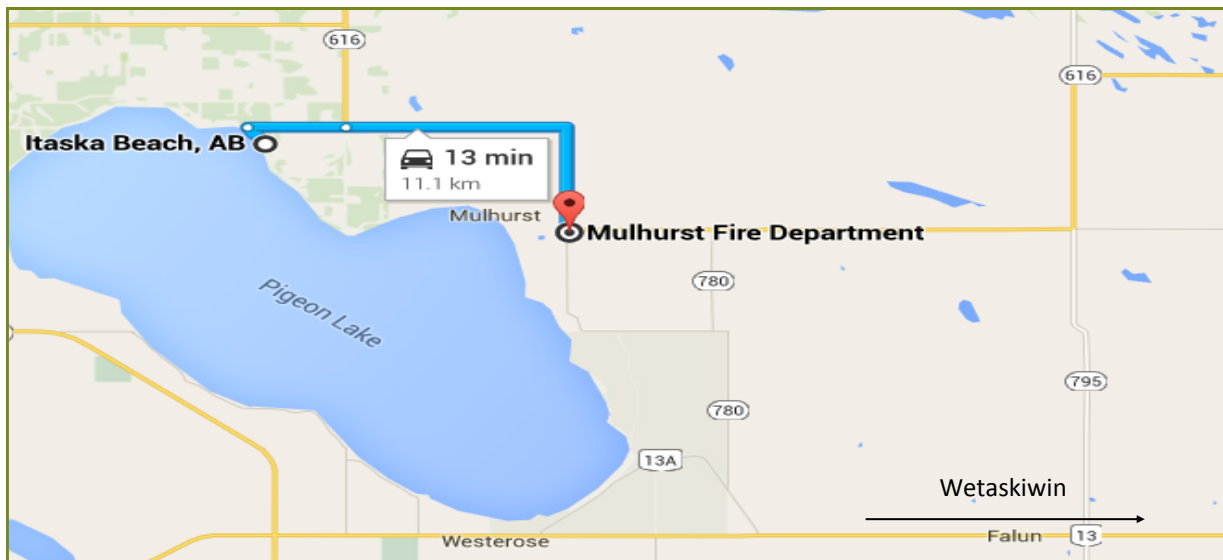 616
616
Itaska Beach, AB
13 min
11.1 km
Mulhurst
Mulhurst Fire Department
780
Pigeon Lake
795
780
13A
Wetaskiwin
Westerose
Falun
13